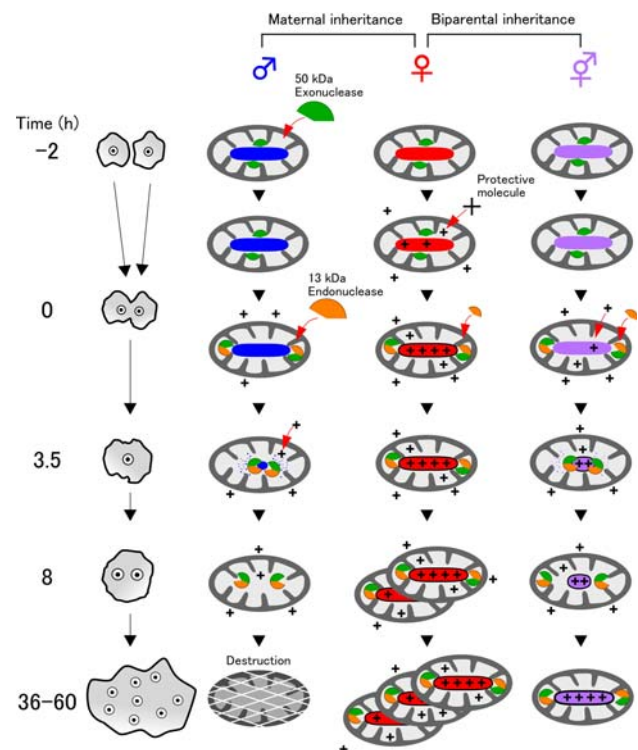 Maternal inheritance
Biparental inheritance
♂
♀
⚥
50 kDa
Exonuclease
Time (h)
−2
Protective
molecule
0
13 kDa
Endonuclease
3.5
8
Destruction
36−60